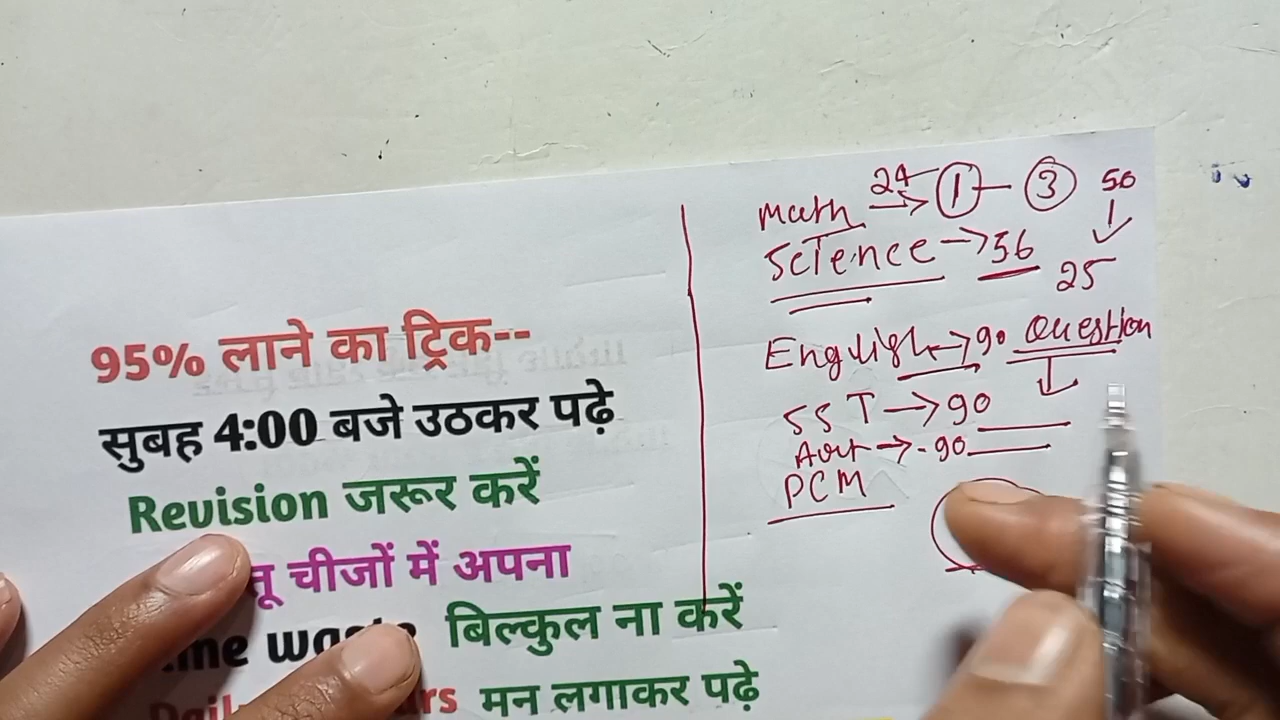 95% लाने का ट्रिक--
सुबह 4:00 बजे उठकर पढ़े
Revision जरूर करें
तू चीजों में अपना
बिल्कुल ना करें
मन लगाकर पढ़े
Math → 24 1 — 3 50
↓
Science → 56 25
English → 90 Question
↓
SST → 90
→ 90
PCM